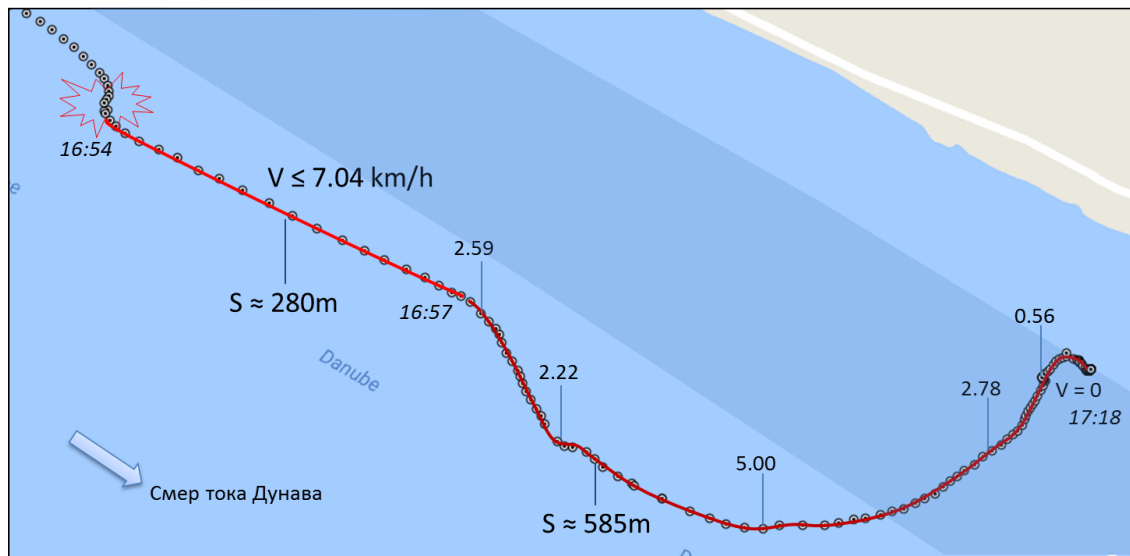 16:54
be
V ≤ 7.04 km/h
2.59
S ≈ 280m
16:57
0.56
Danube
2.22
2.78
V = 0
17:18
5.00
Смер тока Дунава
S ≈ 585m